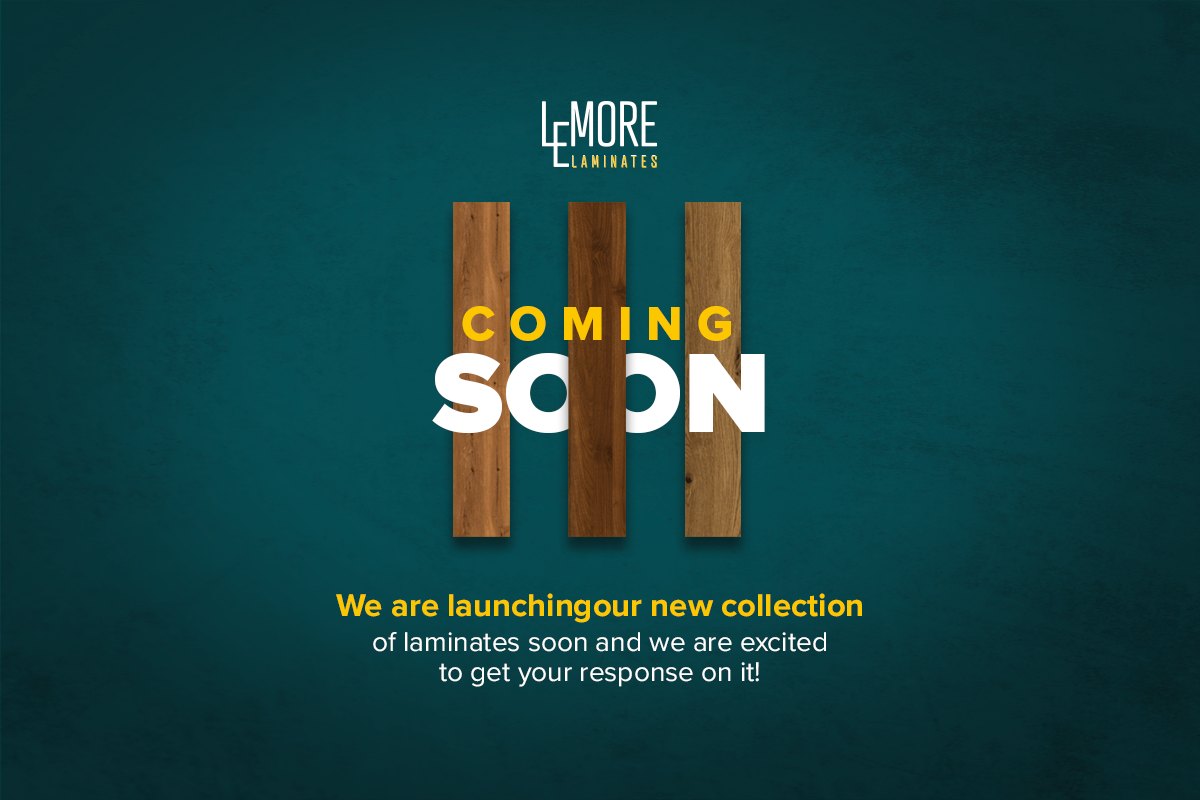 LEMORE
LAMINATES
COMING
SOON
We are launchingour new collection
of laminates soon and we are excited
to get your response on it!